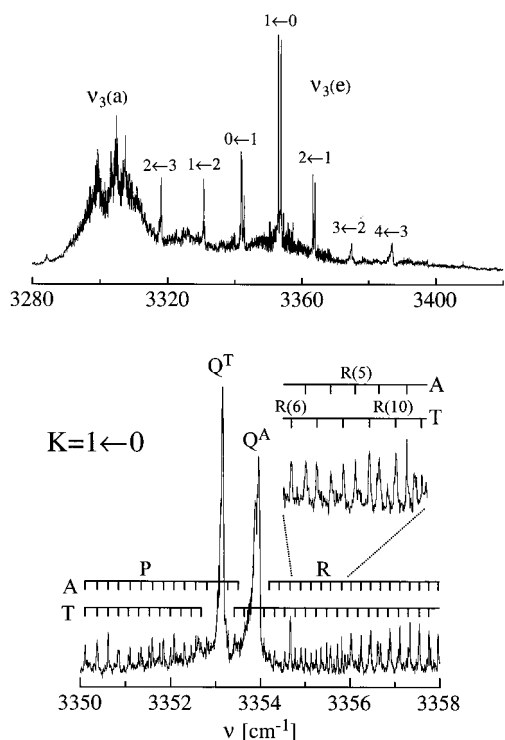 1←0
ν₃(a)
ν₃(e)
2←3
1←2
0←1
2←1
3←2
4←3
3280
3320
3360
3400
Qᵀ
Qᴬ
K=1←0
R(5)
A
R(6)
R(10)
T
P
R
A
T
3350
3352
3354
3356
3358
ν [cm⁻¹]